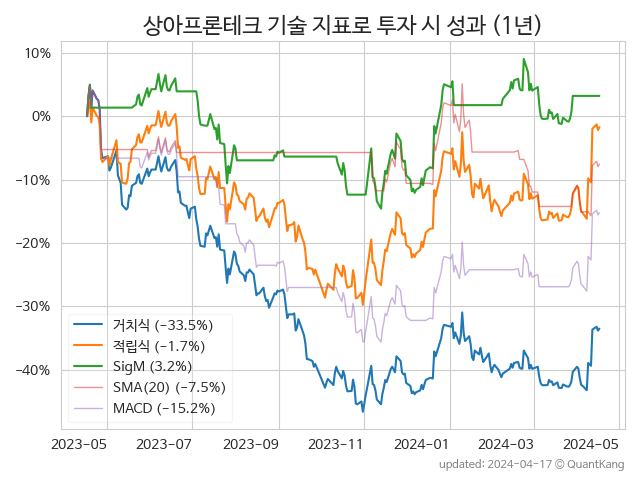 상아프론테크 기술 지표로 투자 시 성과 (1년)
10%
0%
−10%
−20%
−30%
−40%
거치식 (−33.5%)
적립식 (−1.7%)
SigM (3.2%)
SMA(20) (−7.5%)
MACD (−15.2%)
2023-05 2023-07 2023-09 2023-11 2024-01 2024-03 2024-05
updated: 2024-04-17 © QuantKang